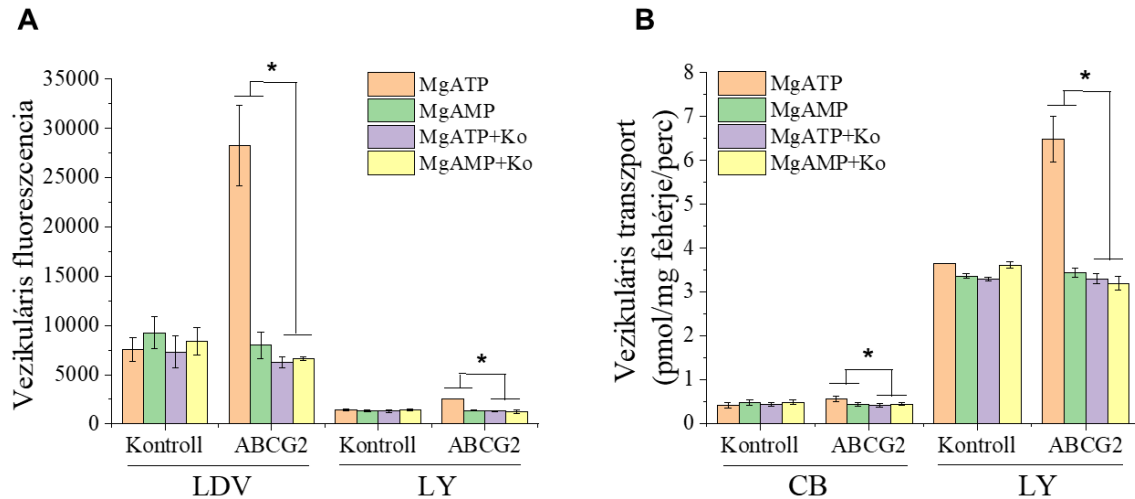 A
Vezikuláris fluoreszcencia
35000
30000
25000
20000
15000
10000
5000
0
*
*
MgATP
MgAMP
MgATP+Ko
MgAMP+Ko
Kontroll
ABCG2
Kontroll
ABCG2
LDV
LY
B
Vezikuláris transzport
(pmol/mg fehérje/perc)
8
7
6
5
4
3
2
1
0
MgATP
MgAMP
MgATP+Ko
MgAMP+Ko
*
*
Kontroll
ABCG2
Kontroll
ABCG2
CB
LY